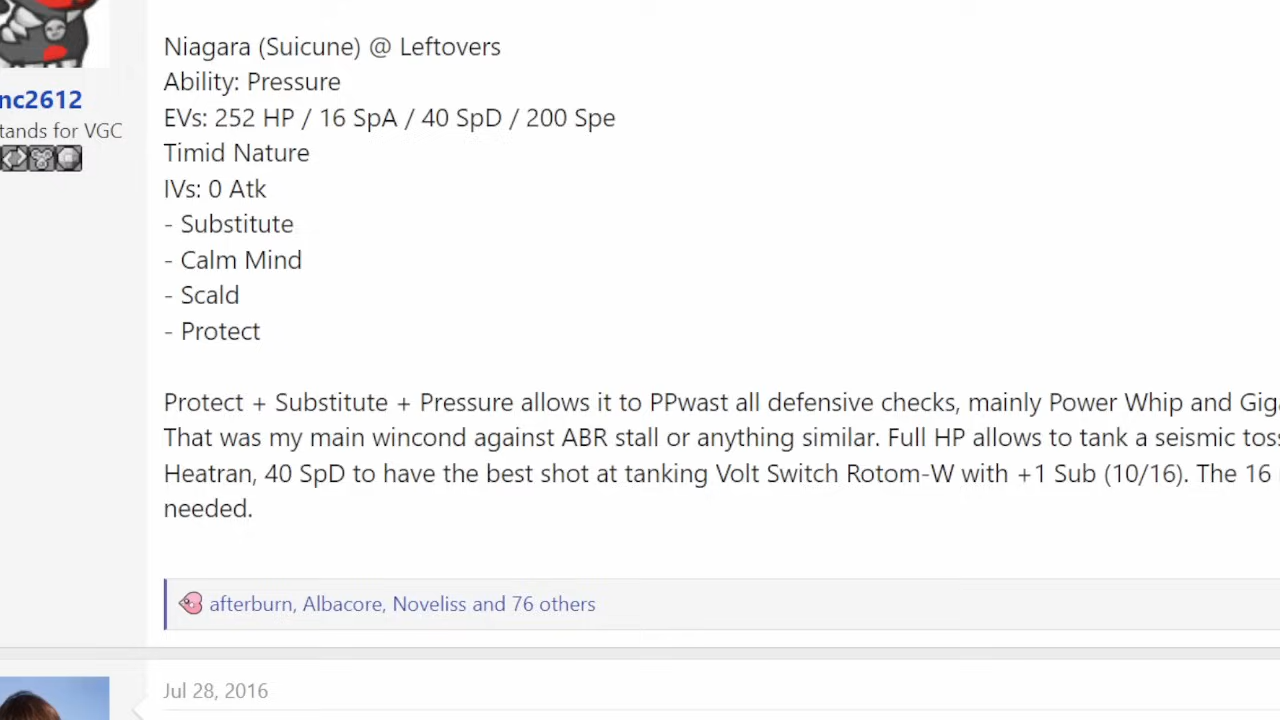 Niagara (Suicune) @ Leftovers
Ability: Pressure
nc2612
EVs: 252 HP / 16 SpA / 40 SpD / 200 Spe
tands for VGC
Timid Nature
IVs: 0 Atk
- Substitute
- Calm Mind
- Scald
- Protect
Protect + Substitute + Pressure allows it to PPwast all defensive checks, mainly Power Whip and Giga
That was my main wincond against ABR stall or anything similar. Full HP allows to tank a seismic toss
Heatran, 40 SpD to have the best shot at tanking Volt Switch Rotom-W with +1 Sub (10/16). The 16
needed.
afterburn, Albacore, Noveliss and 76 others
Jul 28, 2016